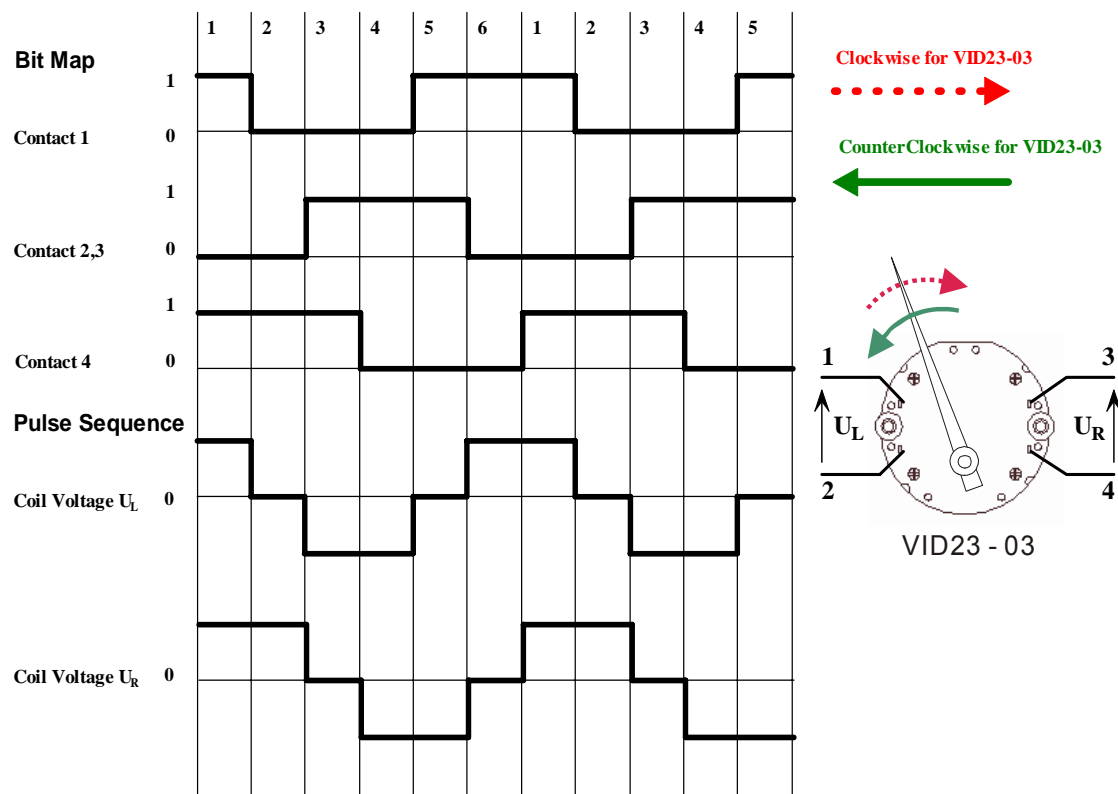 1 2 3 4 5 6 1 2 3 4 5
Bit Map
1
Contact 1 0
1
Contact 2,3 0
1
Contact 4 0
Pulse Sequence
Coil Voltage UL 0
Coil Voltage UR 0
Clockwise for VID23-03
CounterClockwise for VID23-03
1 3
UL UR
2 4
VID23 - 03